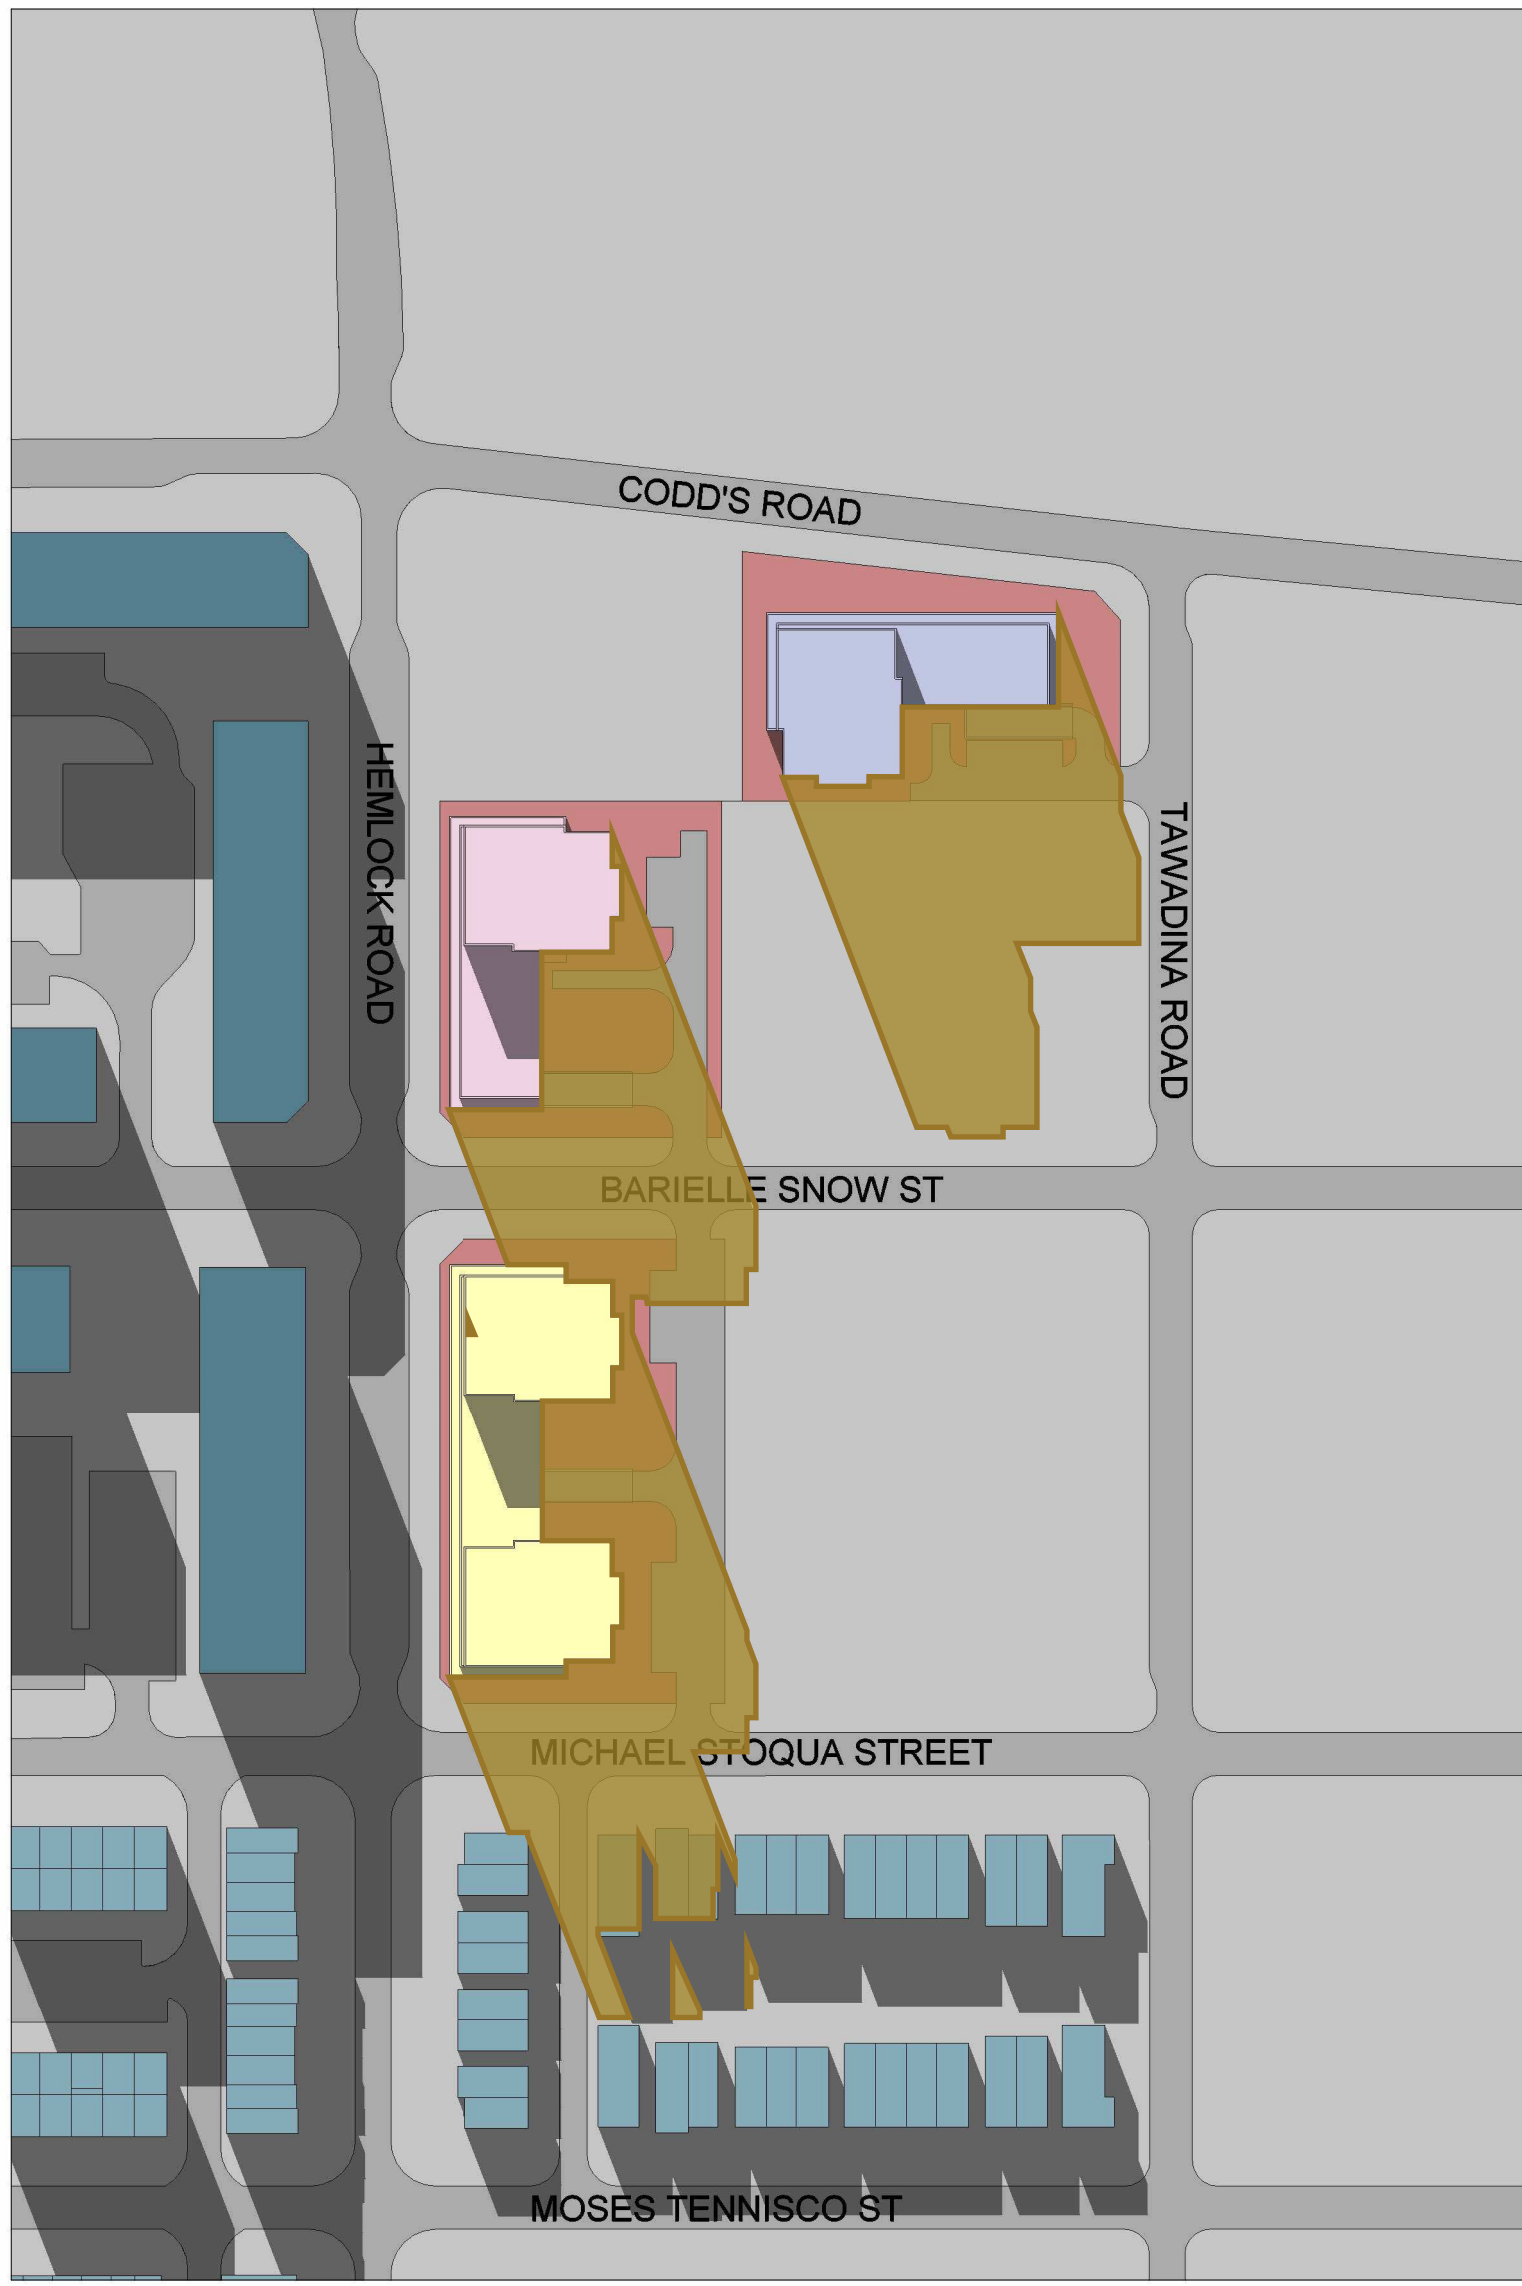 CODD'S ROAD
HEMLOCK ROAD
TAWADINA ROAD
BARIELLE SNOW ST
MICHAEL STOQUA STREET
MOSES TENNISCO ST